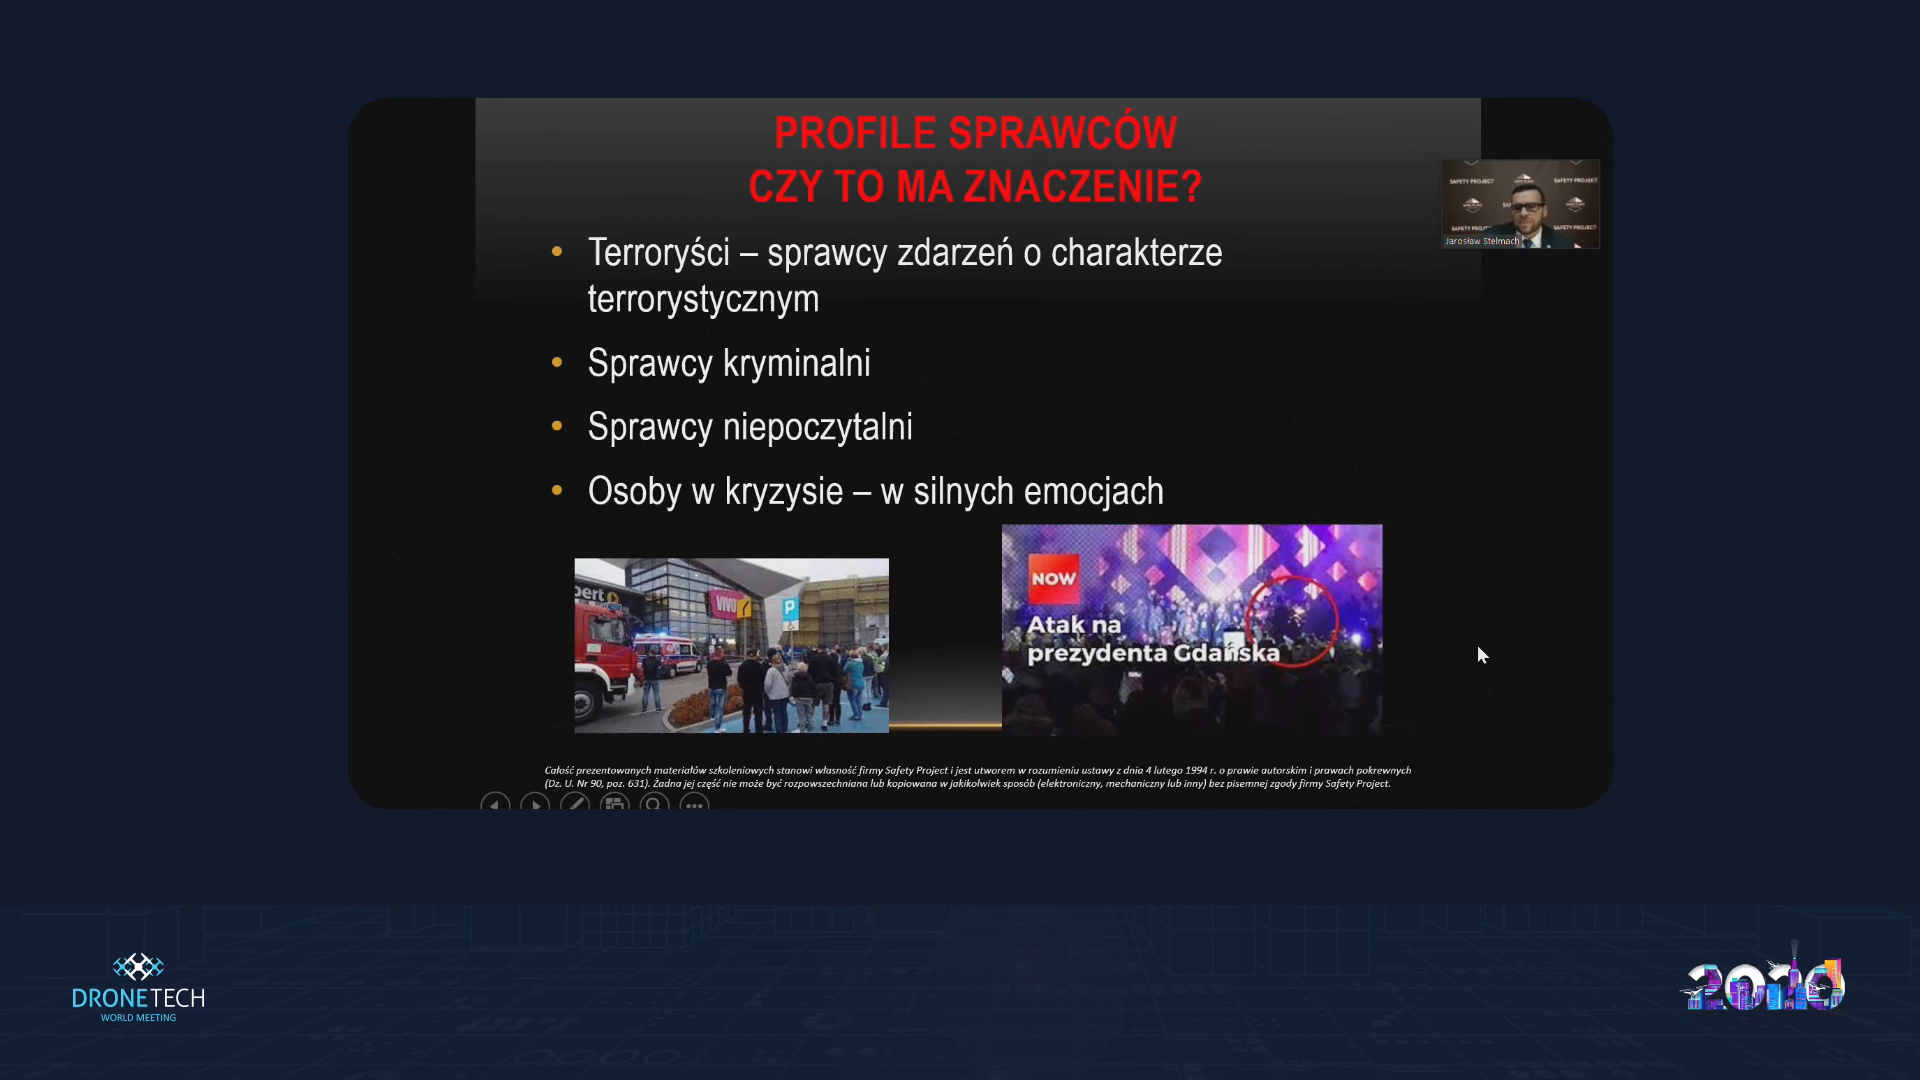 PROFILE SPRAWCÓW
CZY TO MA ZNACZENIE?
• Terroryści – sprawcy zdarzeń o charakterze
terrorystycznym
• Sprawcy kryminalni
• Sprawcy niepoczytalni
• Osoby w kryzysie – w silnych emocjach
SAFETY PROJECT
SAFETY PROJECT
Jarosław Stelmach
pert
VIVO
P
NOW
Atak na
prezydenta Gdańska
Całość prezentowanych materiałów szkoleniowych stanowi własność firmy Safety Project i jest utworem w rozumieniu ustawy z dnia 4 lutego 1994 r. o prawie autorskim i prawach pokrewnych
(Dz. U. Nr 90, poz. 631). Żadna jej część nie może być rozpowszechniana lub kopiowana w jakikolwiek sposób (elektroniczny, mechaniczny lub inny) bez pisemnej zgody firmy Safety Project.
DRONETECH
WORLD MEETING
2020